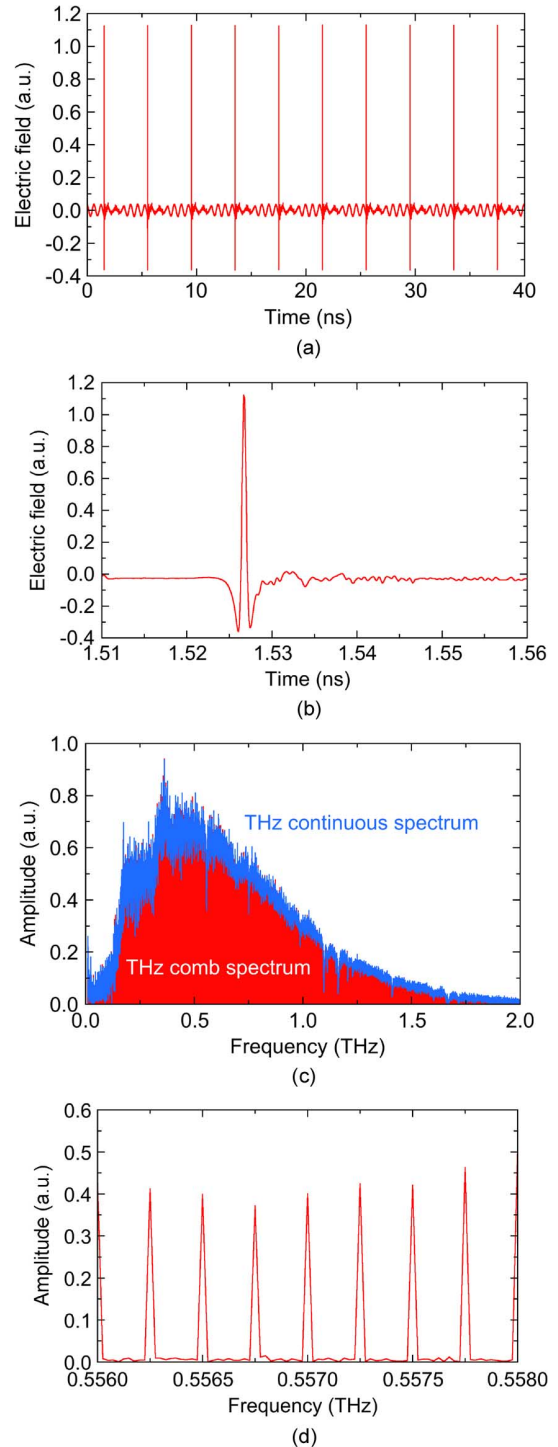 1.2
1.0
0.8
0.6
0.4
0.2
0.0
-0.2
-0.4
Electric field (a.u.)
0 10 20 30 40
Time (ns)
(a)
1.2
1.0
0.8
0.6
0.4
0.2
0.0
-0.2
-0.4
Electric field (a.u.)
1.51 1.52 1.53 1.54 1.55 1.56
Time (ns)
(b)
1.0
0.8
0.6
0.4
0.2
0.0
Amplitude (a.u.)
THz continuous spectrum
THz comb spectrum
0.0 0.5 1.0 1.5 2.0
Frequency (THz)
(c)
0.6
0.5
0.4
0.3
0.2
0.1
0.0
Amplitude (a.u.)
0.5560 0.5565 0.5570 0.5575 0.5580
Frequency (THz)
(d)